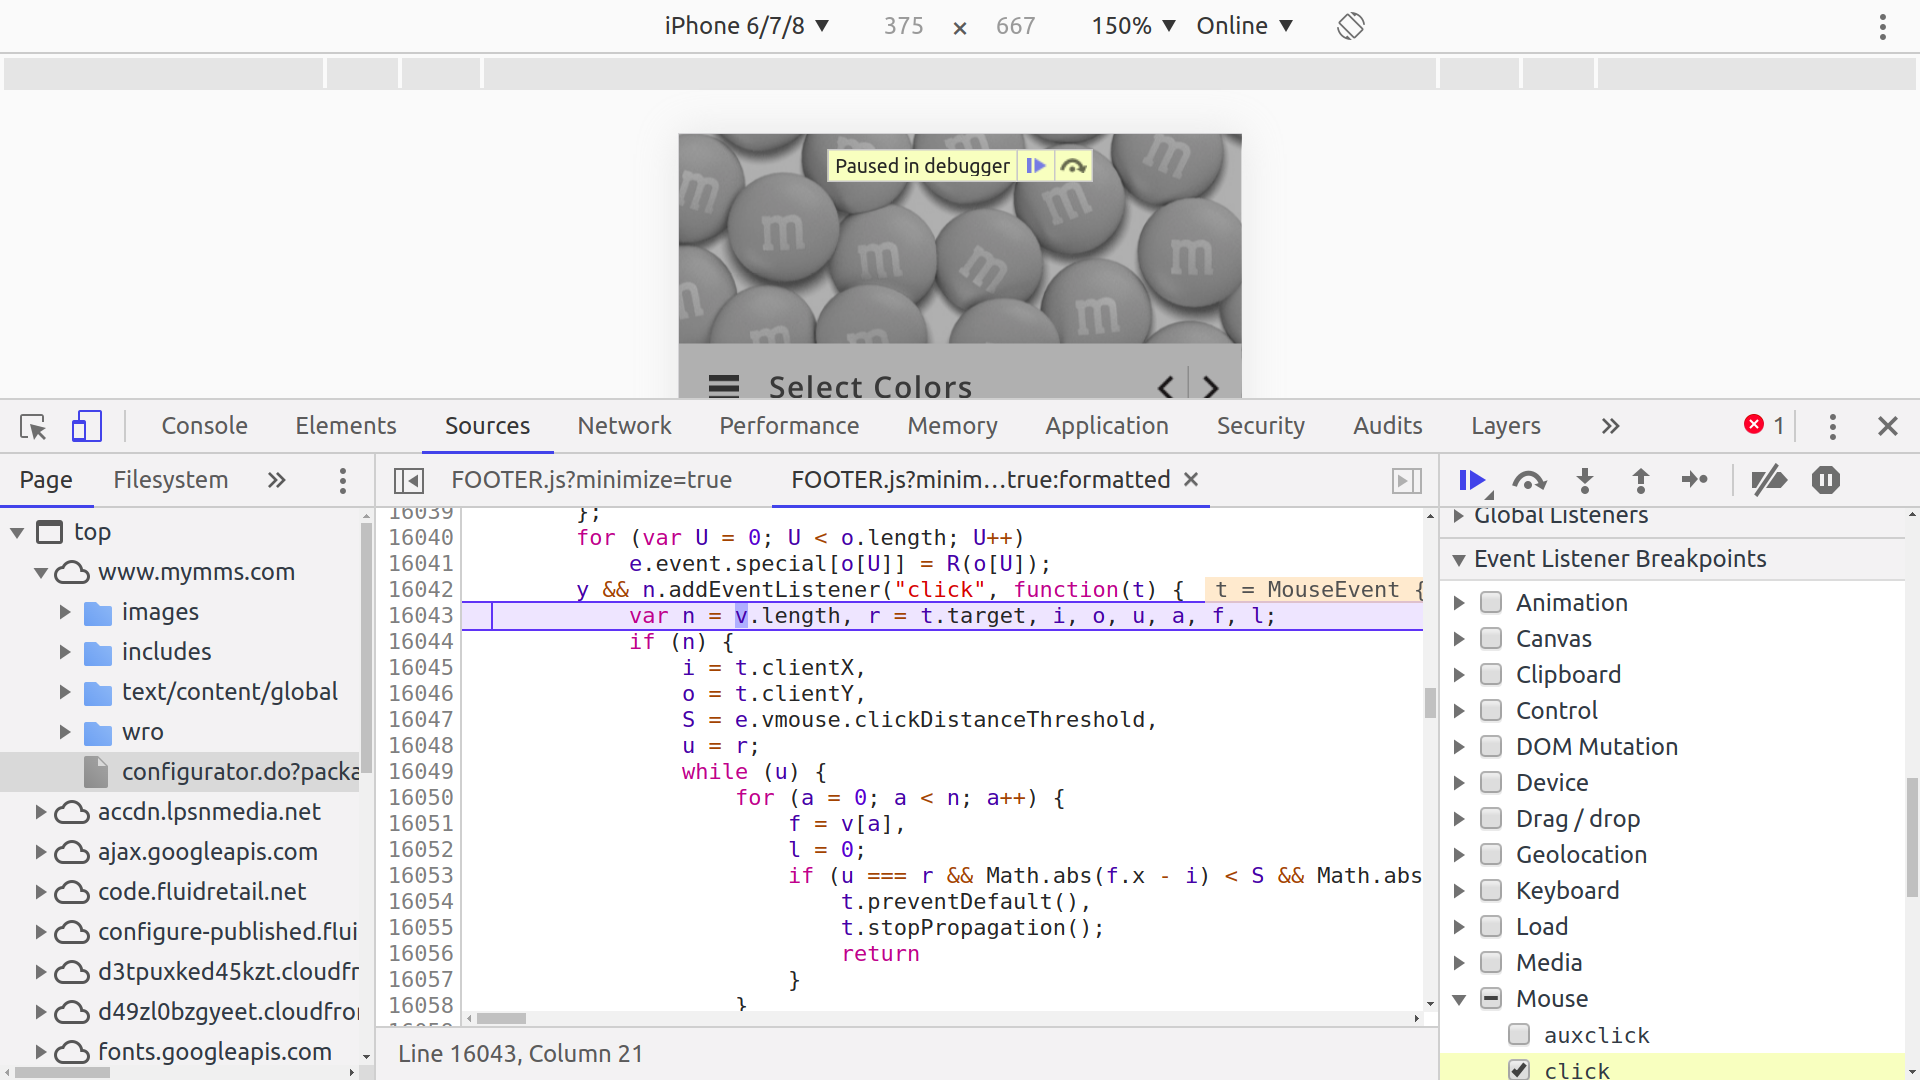 iPhone 6/7/8 ▼ 375 × 667 150% ▼ Online ▼
Paused in debugger
m m m m m m m m m m m m
Select Colors
Console Elements Sources Network Performance Memory Application Security Audits Layers » 1
Page Filesystem »
top
www.mymms.com
images
includes
text/content/global
wro
configurator.do?packa
accdn.lpsnmedia.net
ajax.googleapis.com
code.fluidretail.net
configure-published.flui
d3tpuxked45kzt.cloudfr
d49zl0bzgyeet.cloudfro
fonts.googleapis.com
FOOTER.js?minimize=true FOOTER.js?minim…true:formatted ×
16039 };
16040 for (var U = 0; U < o.length; U++)
16041 e.event.special[o[U]] = R(o[U]);
16042 y && n.addEventListener("click", function(t) { t = MouseEvent {
16043 var n = v.length, r = t.target, i, o, u, a, f, l;
16044 if (n) {
16045 i = t.clientX,
16046 o = t.clientY,
16047 S = e.vmouse.clickDistanceThreshold,
16048 u = r;
16049 while (u) {
16050 for (a = 0; a < n; a++) {
16051 f = v[a],
16052 l = 0;
16053 if (u === r && Math.abs(f.x - i) < S && Math.abs
16054 t.preventDefault(),
16055 t.stopPropagation();
16056 return
16057 }
16058 }
Line 16043, Column 21
Global Listeners
Event Listener Breakpoints
Animation
Canvas
Clipboard
Control
DOM Mutation
Device
Drag / drop
Geolocation
Keyboard
Load
Media
Mouse
auxclick
click